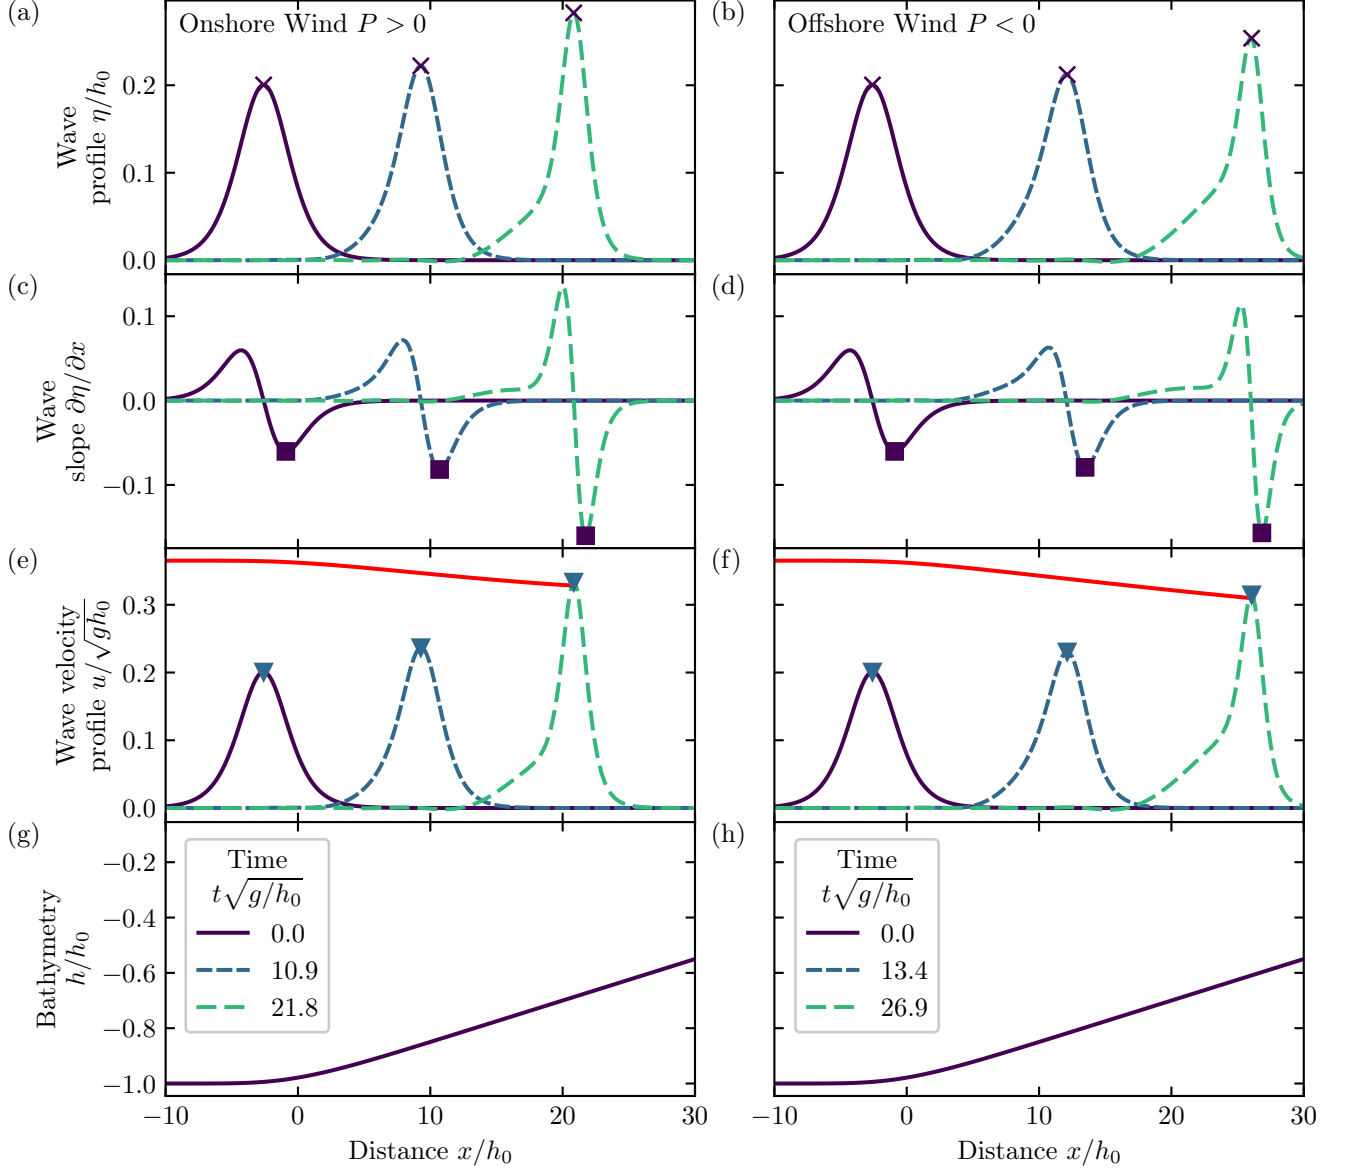 (a)
Onshore Wind P > 0
Wave
profile η/h₀
0.2
0.1
0.0
(b)
Offshore Wind P < 0
(c)
Wave
slope ∂η/∂x
0.1
0.0
−0.1
(d)
(e)
Wave velocity
profile u/√gh₀
0.3
0.2
0.1
0.0
(f)
(g)
Bathymetry
h/h₀
−0.2
−0.4
−0.6
−0.8
−1.0
Time
t√g/h₀
0.0
10.9
21.8
−10 0 10 20 30
Distance x/h₀
(h)
Time
t√g/h₀
0.0
13.4
26.9
−10 0 10 20 30
Distance x/h₀